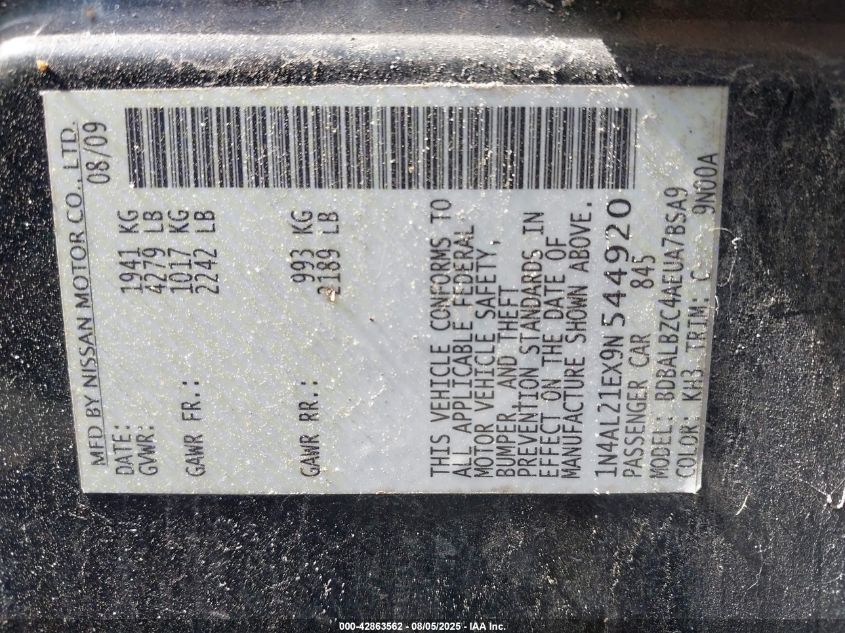 MFD BY NISSAN MOTOR CO., LTD.
DATE: 08/09
GVWR: 1941 KG
4279 LB
GAWR FR.: 1017 KG
2242 LB
GAWR RR.: 993 KG
2189 LB
THIS VEHICLE CONFORMS TO
ALL APPLICABLE FEDERAL
MOTOR VEHICLE SAFETY,
BUMPER, AND THEFT
PREVENTION STANDARDS IN
EFFECT ON THE DATE OF
MANUFACTURE SHOWN ABOVE.
1N4AL21EX9N544920
PASSENGER CAR 845
MODEL: BDBALBZC4AEUA7BSA9
COLOR: KH3 TRIM: C 9N00A
000-42863562 - 08/05/2025 - IAA Inc.